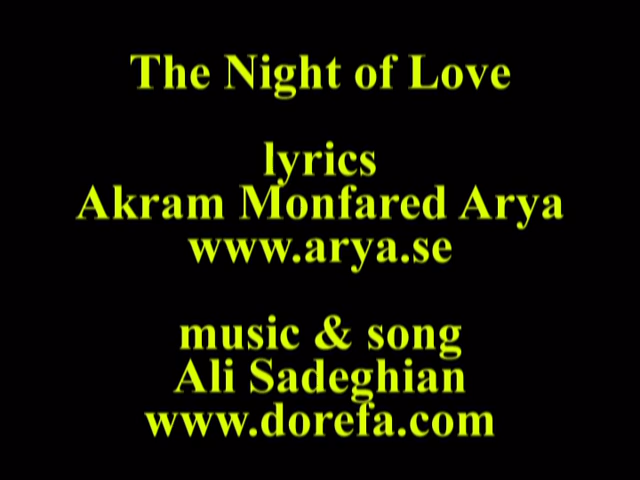 The Night of Love
lyrics
Akram Monfared Arya
www.arya.se
music & song
Ali Sadeghian
www.dorefa.com